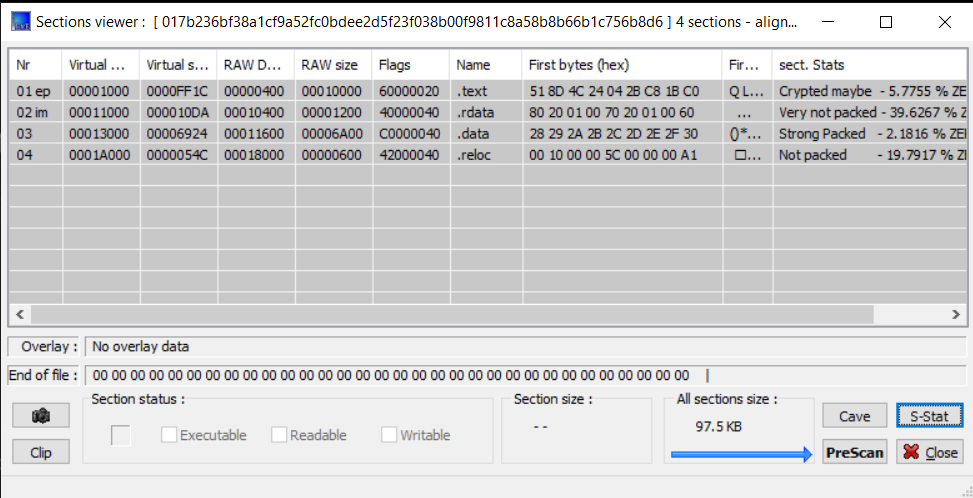 Sections viewer : [ 017b236bf38a1cf9a52fc0bdee2d5f23f038b00f9811c8a58b8b66b1c756b8d6 ] 4 sections - align...
Nr Virtual ... Virtual s... RAW D... RAW size Flags Name First bytes (hex) Fir... sect. Stats
01 ep 00001000 0000FF1C 00000400 00010000 60000020 .text 51 8D 4C 24 04 2B C8 1B C0 Q L... Crypted maybe - 5.7755 % ZE
02 im 00011000 000010DA 00010400 00001200 40000040 .rdata 80 20 01 00 70 20 01 00 60 ... Very not packed - 39.6267 % Z
03 00013000 00006924 00011600 00006A00 C0000040 .data 28 29 2A 2B 2C 2D 2E 2F 30 ()*... Strong Packed - 2.1816 % ZE
04 0001A000 0000054C 00018000 00000600 42000040 .reloc 00 10 00 00 5C 00 00 00 A1 □... Not packed - 19.7917 % ZE
Overlay : No overlay data
End of file : 00 00 00 00 00 00 00 00 00 00 00 00 00 00 00 00 00 00 00 00 00 00 00 00 00 00 00 00 00 00 00 00 |
Section status :
Executable Readable Writable
Section size :
- -
All sections size :
97.5 KB
Cave S-Stat
Clip
PreScan Close